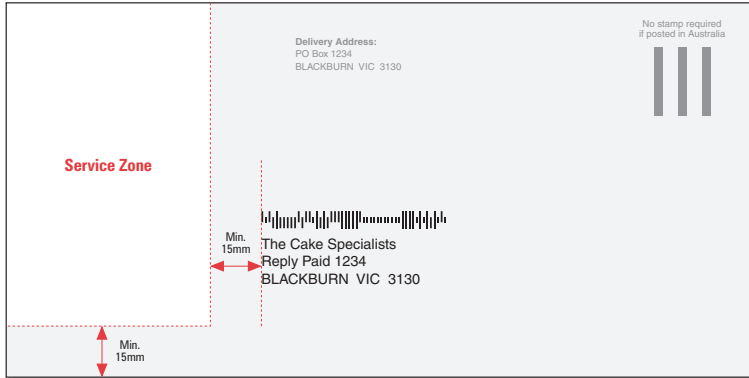 No stamp required
if posted in Australia
Delivery Address:
PO Box 1234
BLACKBURN VIC 3130
Service Zone
Min.
15mm
The Cake Specialists
Reply Paid 1234
BLACKBURN VIC 3130
Min.
15mm